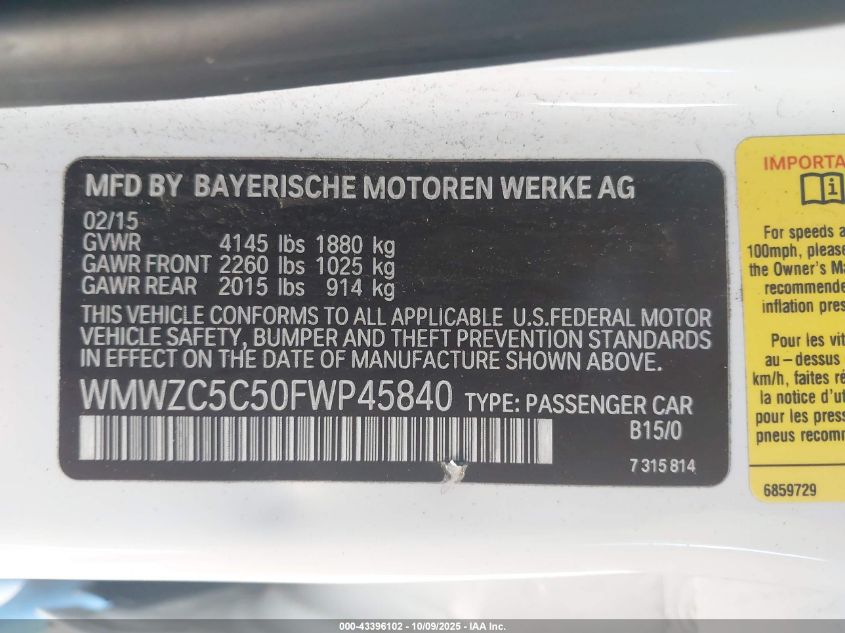 MFD BY BAYERISCHE MOTOREN WERKE AG
02/15
GVWR 4145 lbs 1880 kg
GAWR FRONT 2260 lbs 1025 kg
GAWR REAR 2015 lbs 914 kg
THIS VEHICLE CONFORMS TO ALL APPLICABLE U.S.FEDERAL MOTOR
VEHICLE SAFETY, BUMPER AND THEFT PREVENTION STANDARDS
IN EFFECT ON THE DATE OF MANUFACTURE SHOWN ABOVE.
WMWZC5C50FWP45840 TYPE: PASSENGER CAR
B15/0
7 315 814
IMPORTA
For speeds a
100mph, please
the Owner's Ma
recommende
inflation pres
Pour les vit
au-dessus
km/h, faites ré
la notice d'ut
pour les press
pneus recomm
6859729
000-43396102 - 10/09/2025 - IAA Inc.